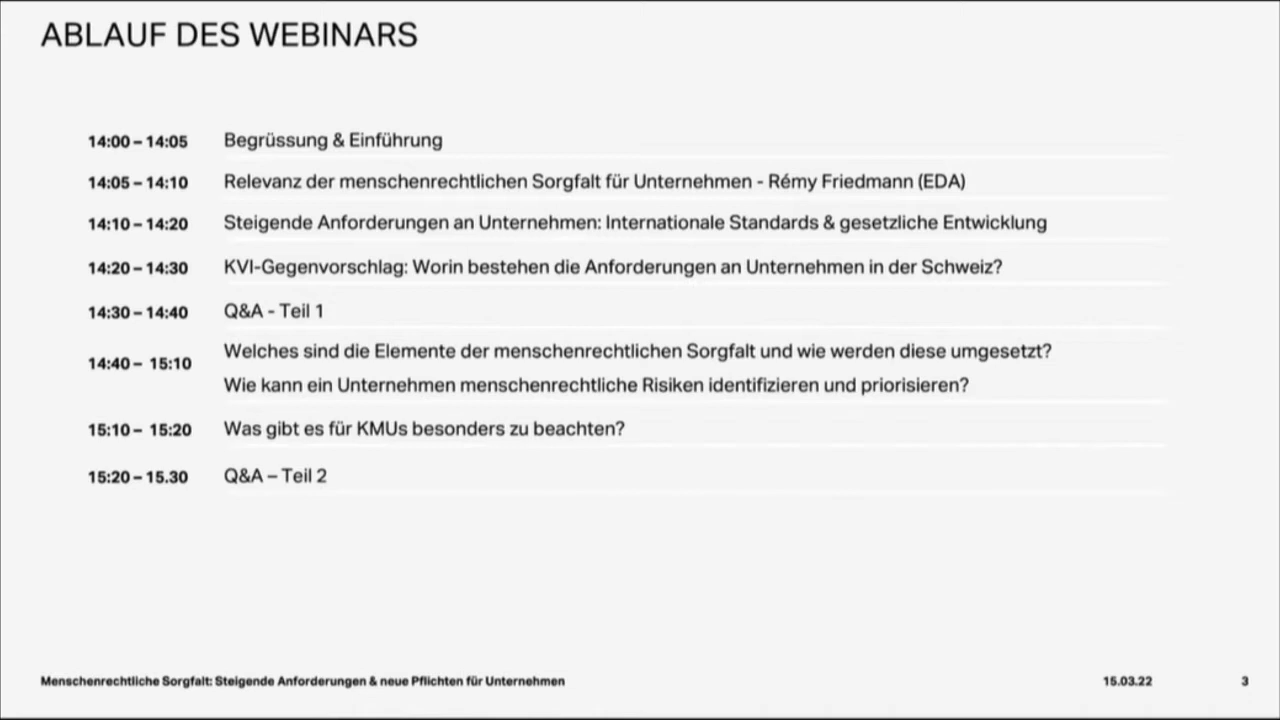 ABLAUF DES WEBINARS
14:00 – 14:05 Begrüssung & Einführung
14:05 – 14:10 Relevanz der menschenrechtlichen Sorgfalt für Unternehmen - Rémy Friedmann (EDA)
14:10 – 14:20 Steigende Anforderungen an Unternehmen: Internationale Standards & gesetzliche Entwicklung
14:20 – 14:30 KVI-Gegenvorschlag: Worin bestehen die Anforderungen an Unternehmen in der Schweiz?
14:30 – 14:40 Q&A - Teil 1
14:40 – 15:10 Welches sind die Elemente der menschenrechtlichen Sorgfalt und wie werden diese umgesetzt?
Wie kann ein Unternehmen menschenrechtliche Risiken identifizieren und priorisieren?
15:10 – 15:20 Was gibt es für KMUs besonders zu beachten?
15:20 – 15.30 Q&A – Teil 2
Menschenrechtliche Sorgfalt: Steigende Anforderungen & neue Pflichten für Unternehmen 15.03.22 3